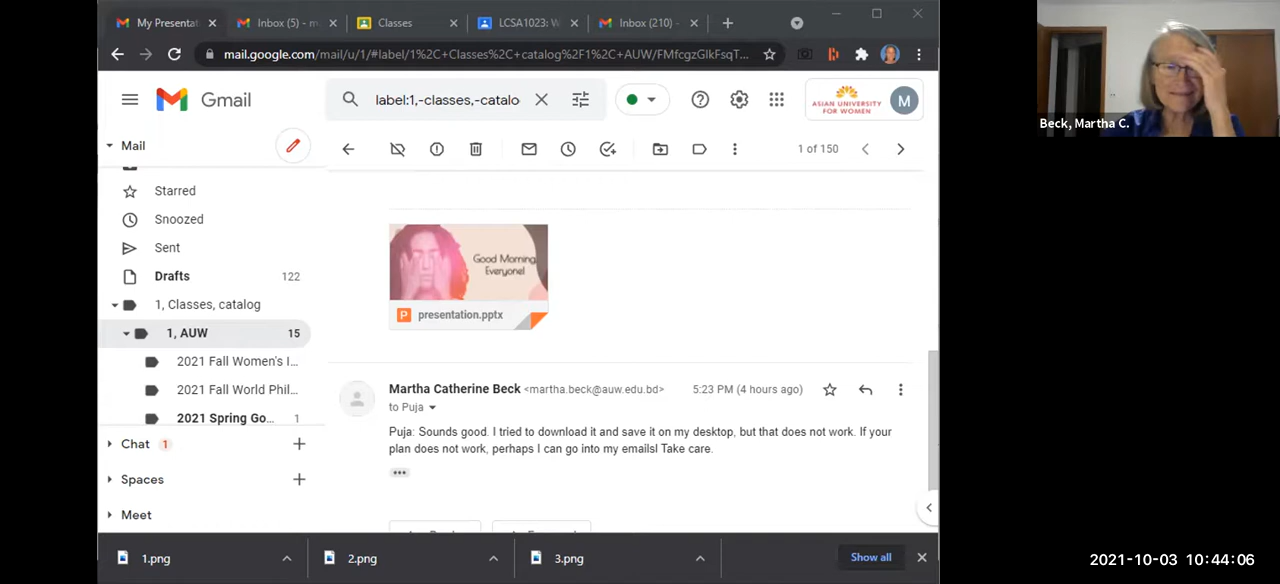 My Presentat
Inbox (5) - m
Classes
LCSA1023: W
Inbox (210) -
mail.google.com/mail/u/1/#label/1%2C+Classes%2C+catalog%2F1%2C+AUW/FMfcgzGlkFsqT...
Gmail
label:1,-classes,-catalo
ASIAN UNIVERSITY
FOR WOMEN
M
Mail
1 of 150
Starred
Snoozed
Sent
Drafts 122
1, Classes, catalog
1, AUW 15
2021 Fall Women's I...
2021 Fall World Phil...
2021 Spring Go... 1
Chat 1
Spaces
Meet
Good Morning,
Everyone!
P presentation.pptx
Martha Catherine Beck <martha.beck@auw.edu.bd> 5:23 PM (4 hours ago)
to Puja
Puja: Sounds good. I tried to download it and save it on my desktop, but that does not work. If your
plan does not work, perhaps I can go into my emails! Take care.
1.png
2.png
3.png
Show all
Beck, Martha C.
2021-10-03 10:44:06